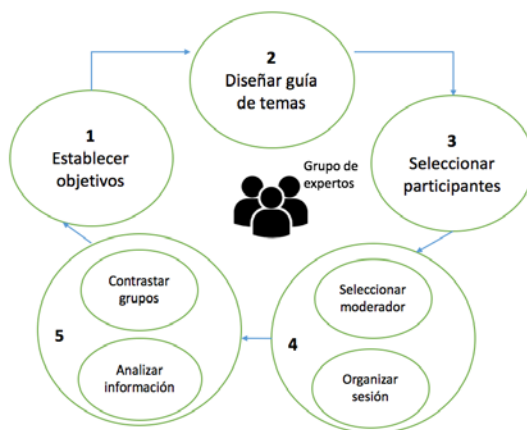 1
Establecer
objetivos
2
Diseñar guía
de temas
3
Seleccionar
participantes
Grupo de
expertos
4
Seleccionar
moderador
Organizar
sesión
5
Contrastar
grupos
Analizar
información